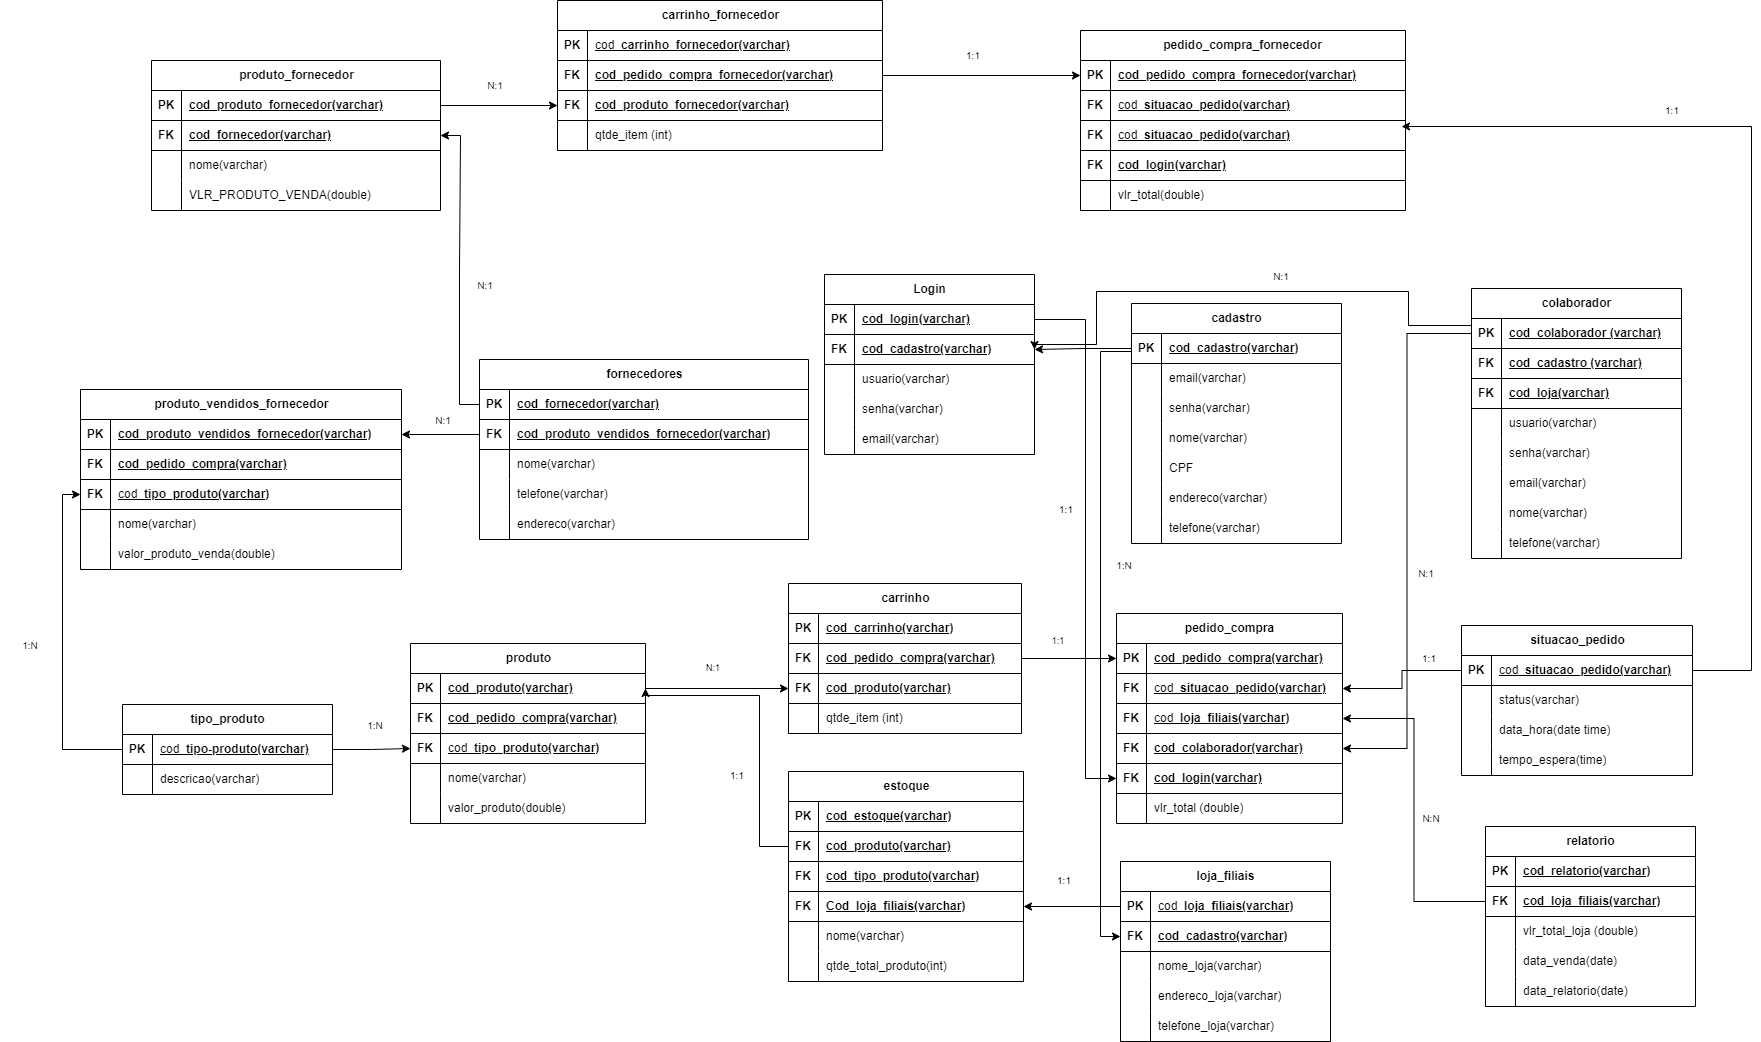 carrinho_fornecedor
PK cod_carrinho_fornecedor(varchar)
FK cod_pedido_compra_fornecedor(varchar)
FK cod_produto_fornecedor(varchar)
qtde_item (int)
1:1
pedido_compra_fornecedor
PK cod_pedido_compra_fornecedor(varchar)
FK cod_situacao_pedido(varchar)
FK cod_situacao_pedido(varchar)
FK cod_login(varchar)
vlr_total(double)
1:1
produto_fornecedor
PK cod_produto_fornecedor(varchar)
FK cod_fornecedor(varchar)
nome(varchar)
VLR_PRODUTO_VENDA(double)
N:1
N:1
Login
PK cod_login(varchar)
FK cod_cadastro(varchar)
usuario(varchar)
senha(varchar)
email(varchar)
N:1
cadastro
PK cod_cadastro(varchar)
email(varchar)
senha(varchar)
nome(varchar)
CPF
endereco(varchar)
telefone(varchar)
colaborador
PK cod_colaborador (varchar)
FK cod_cadastro (varchar)
FK cod_loja(varchar)
usuario(varchar)
senha(varchar)
email(varchar)
nome(varchar)
telefone(varchar)
fornecedores
PK cod_fornecedor(varchar)
FK cod_produto_vendidos_fornecedor(varchar)
nome(varchar)
telefone(varchar)
endereco(varchar)
N:1
produto_vendidos_fornecedor
PK cod_produto_vendidos_fornecedor(varchar)
FK cod_pedido_compra(varchar)
FK cod_tipo_produto(varchar)
nome(varchar)
valor_produto_venda(double)
1:1
1:N
N:1
1:N
carrinho
PK cod_carrinho(varchar)
FK cod_pedido_compra(varchar)
FK cod_produto(varchar)
qtde_item (int)
1:1
pedido_compra
PK cod_pedido_compra(varchar)
FK cod_situacao_pedido(varchar)
FK cod_loja_filiais(varchar)
FK cod_colaborador(varchar)
FK cod_login(varchar)
vlr_total (double)
1:1
situacao_pedido
PK cod_situacao_pedido(varchar)
status(varchar)
data_hora(date time)
tempo_espera(time)
produto
PK cod_produto(varchar)
FK cod_pedido_compra(varchar)
FK cod_tipo_produto(varchar)
nome(varchar)
valor_produto(double)
N:1
tipo_produto
PK cod_tipo-produto(varchar)
descricao(varchar)
1:N
1:1
estoque
PK cod_estoque(varchar)
FK cod_produto(varchar)
FK cod_tipo_produto(varchar)
FK Cod_loja_filiais(varchar)
nome(varchar)
qtde_total_produto(int)
1:1
N:N
loja_filiais
PK cod_loja_filiais(varchar)
FK cod_cadastro(varchar)
nome_loja(varchar)
endereco_loja(varchar)
telefone_loja(varchar)
relatorio
PK cod_relatorio(varchar)
FK cod_loja_filiais(varchar)
vlr_total_loja (double)
data_venda(date)
data_relatorio(date)